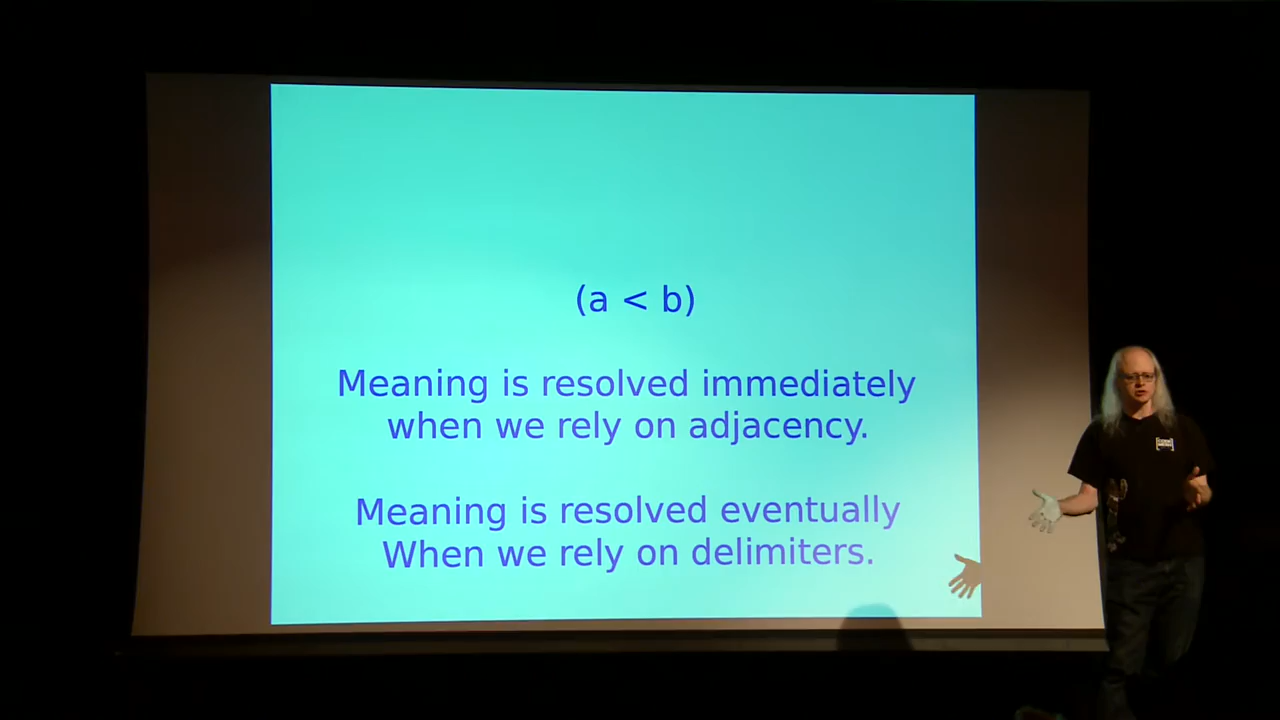 (a < b)
Meaning is resolved immediately
when we rely on adjacency.
Meaning is resolved eventually
When we rely on delimiters.